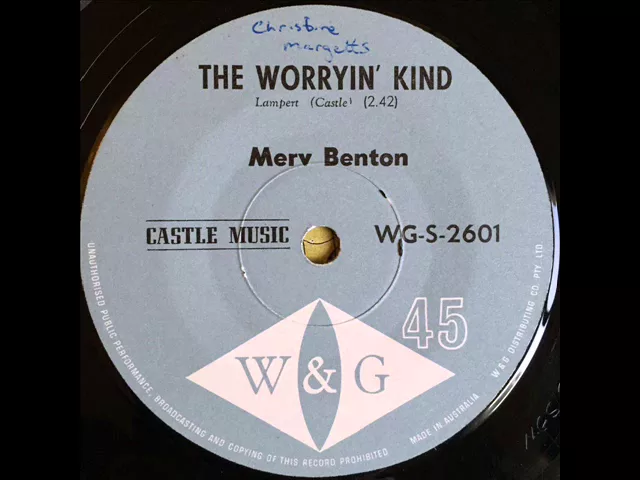 Christine
Margetts
THE WORRYIN' KIND
Lampert (Castle) (2.42)
Merv Benton
CASTLE MUSIC
WG-S-2601
45
W & G
UNAUTHORISED PUBLIC PERFORMANCE, BROADCASTING AND COPYING OF THIS RECORD PROHIBITED
MADE IN AUSTRALIA
W & G DISTRIBUTING CO. PTY. LTD.